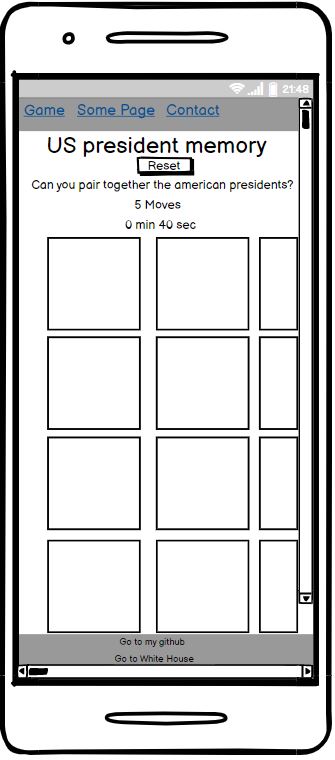 21:48
Game Some Page Contact
US president memory
Reset
Can you pair together the american presidents?
5 Moves
0 min 40 sec
Go to my github
Go to White House